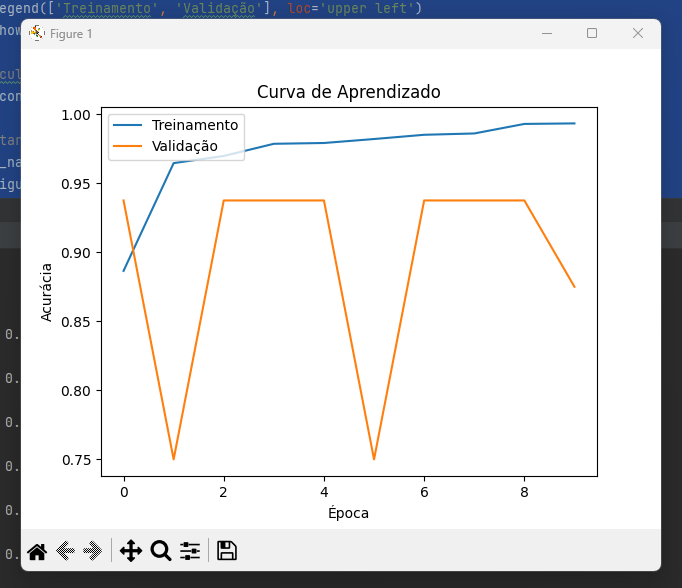 egend(['Treinamento', 'Validação'], loc='upper left')
how
Figure 1
cul
con
tar
_na
igu
Curva de Aprendizado
Treinamento
Validação
1.00
0.95
0.90
0.85
0.80
0.75
Acurácia
0 2 4 6 8
Época
0.
0.
0.
0.
0.
0.